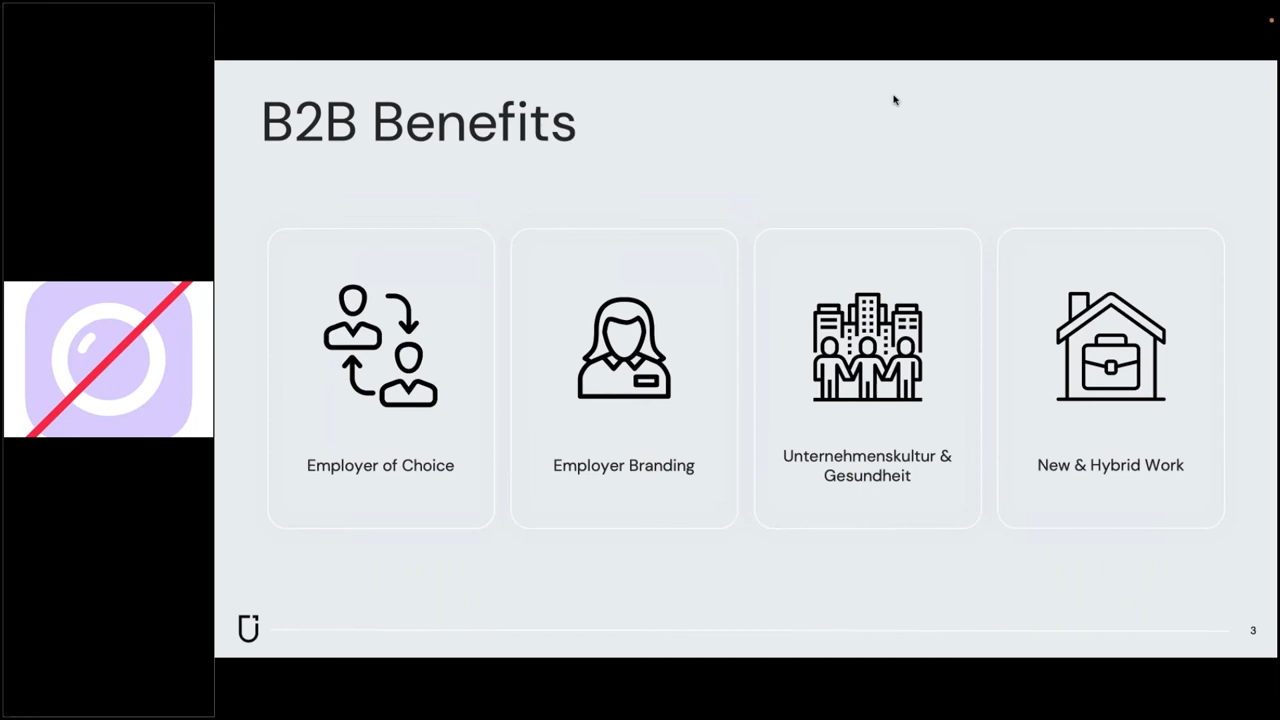 B2B Benefits
Employer of Choice
Employer Branding
Unternehmenskultur &
Gesundheit
New & Hybrid Work
3